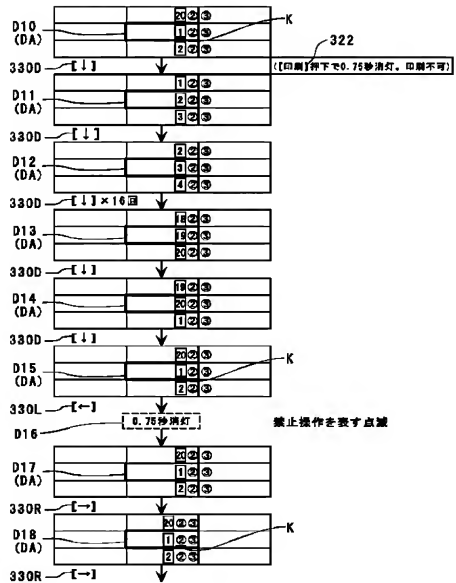 D10
(DA)
20②③
1②③
2②③
K
322
330D [↓]
([印刷]押下で0.75秒消灯。印刷不可)
D11
(DA)
1②③
2②③
3②③
330D [↓]
D12
(DA)
2②③
3②③
4②③
330D [↓]×16回
D13
(DA)
18②③
19②③
20②③
330D [↓]
D14
(DA)
19②③
20②③
1②③
330D [↓]
D15
(DA)
20②③
1②③
2②③
K
330L [←]
D16
0.75秒消灯
禁止操作を表す点滅
D17
(DA)
20②③
1②③
2②③
330R [→]
D18
(DA)
20②③
1②③
2②③
K
330R [→]